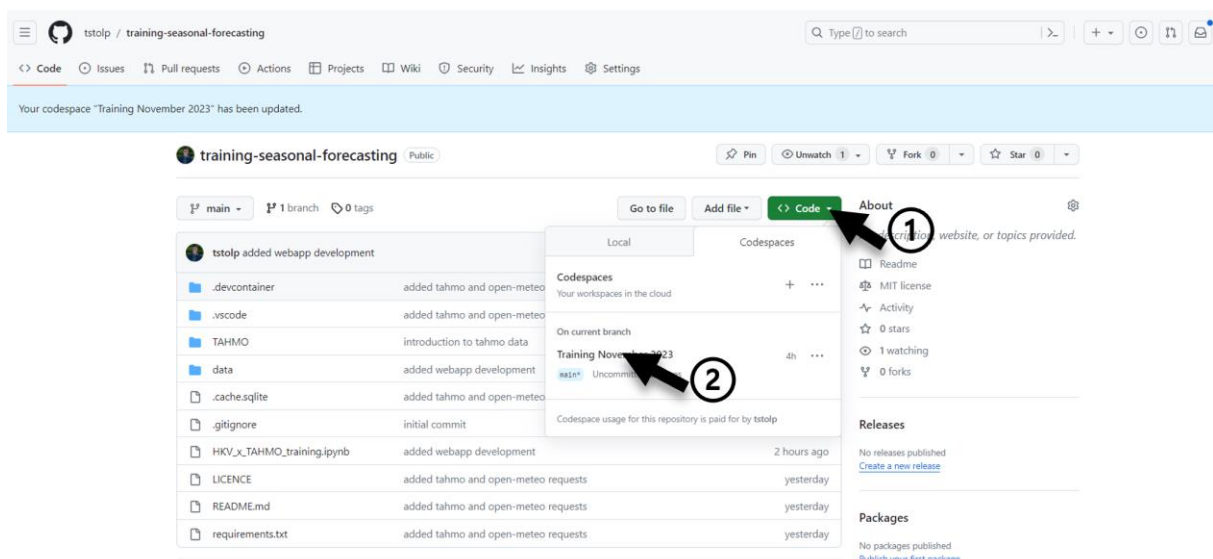 tstolp / training-seasonal-forecasting
Type / to search
Code Issues Pull requests Actions Projects Wiki Security Insights Settings
Your codespace "Training November 2023" has been updated.
training-seasonal-forecasting Public
Pin Unwatch 1 Fork 0 Star 0
main 1 branch 0 tags
Go to file Add file Code
About
description, website, or topics provided.
Readme
MIT license
Activity
0 stars
1 watching
0 forks
Releases
No releases published
Create a new release
Packages
No packages published
Publish your first package
1
Local Codespaces
Codespaces
Your workspaces in the cloud
On current branch
Training November 2023 4h
main*
2
Codespace usage for this repository is paid for by tstolp
tstolp added webapp development
.devcontainer added tahmo and open-meteo
.vscode added tahmo and open-meteo
TAHMO introduction to tahmo data
data added webapp development
.cache.sqlite added tahmo and open-meteo
.gitignore initial commit
HKV_x_TAHMO_training.ipynb added webapp development 2 hours ago
LICENCE added tahmo and open-meteo requests yesterday
README.md added tahmo and open-meteo requests yesterday
requirements.txt added tahmo and open-meteo requests yesterday